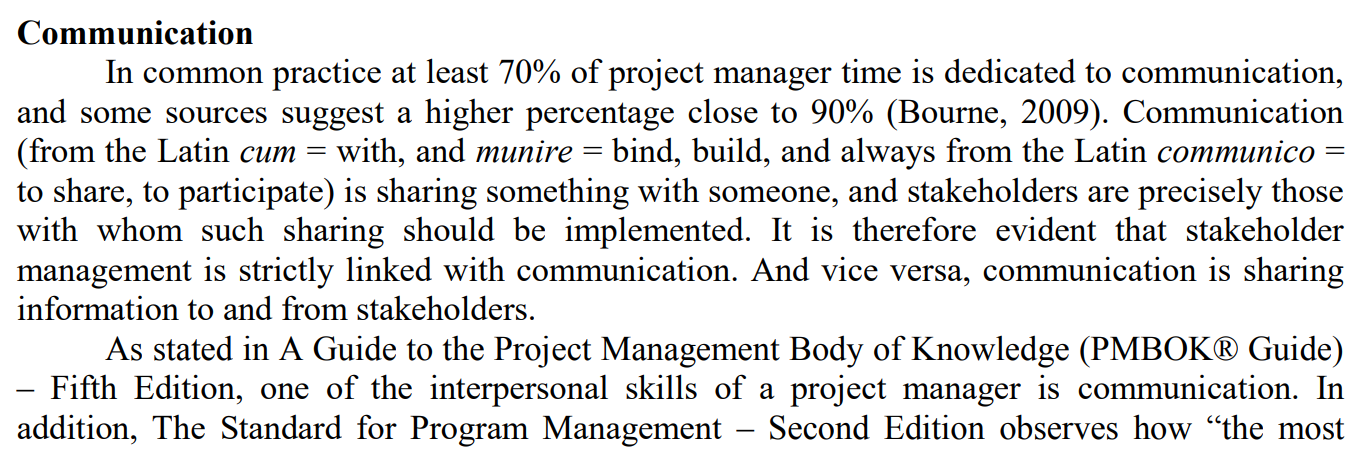 Communication
In common practice at least 70% of project manager time is dedicated to communication,
and some sources suggest a higher percentage close to 90% (Bourne, 2009). Communication
(from the Latin cum = with, and munire = bind, build, and always from the Latin communico =
to share, to participate) is sharing something with someone, and stakeholders are precisely those
with whom such sharing should be implemented. It is therefore evident that stakeholder
management is strictly linked with communication. And vice versa, communication is sharing
information to and from stakeholders.
As stated in A Guide to the Project Management Body of Knowledge (PMBOK® Guide)
– Fifth Edition, one of the interpersonal skills of a project manager is communication. In
addition, The Standard for Program Management – Second Edition observes how “the most